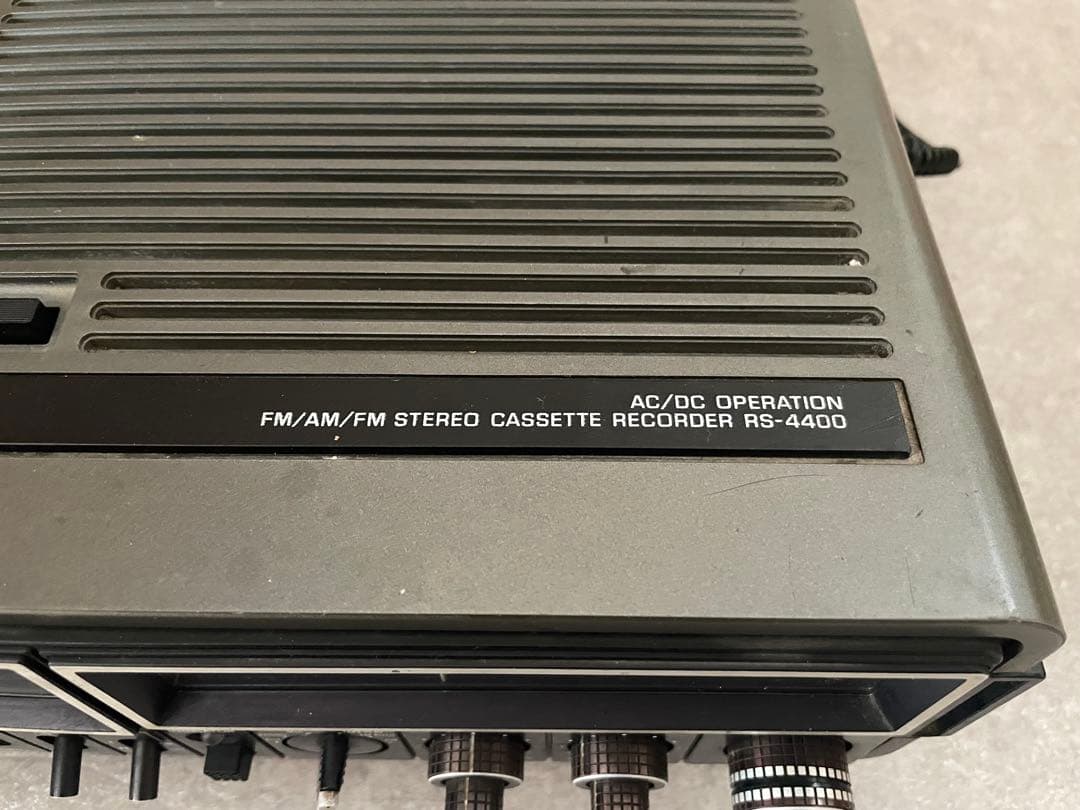 AC/DC OPERATION
FM/AM/FM STEREO CASSETTE RECORDER RS-4400